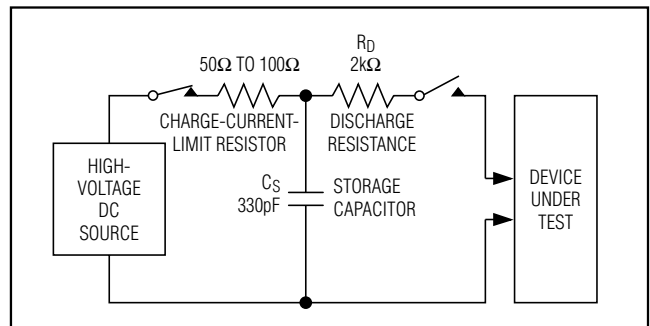 R_D
50Ω TO 100Ω
2kΩ
CHARGE-CURRENT-
LIMIT RESISTOR
DISCHARGE
RESISTANCE
HIGH-
VOLTAGE
DC
SOURCE
C_S
330pF
STORAGE
CAPACITOR
DEVICE
UNDER
TEST